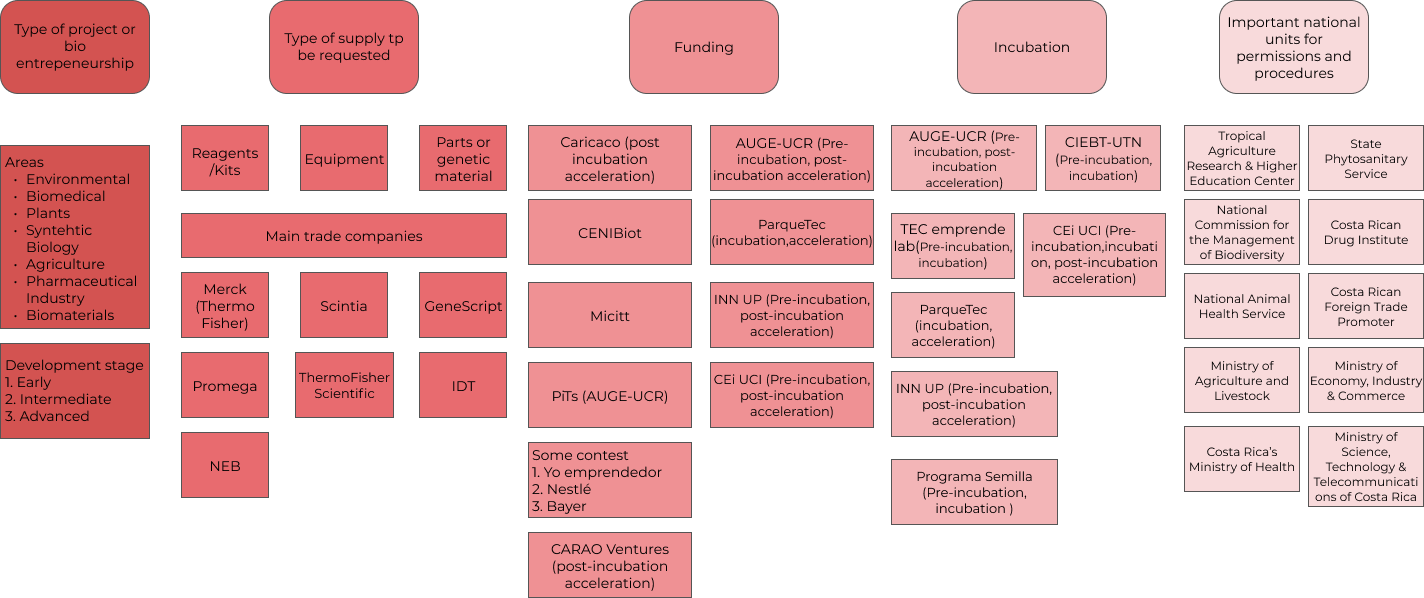 Type of project or
bio
entrepeneurship
Type of supply tp
be requested
Funding
Incubation
Important national
units for
permissions and
procedures
Areas
• Environmental
• Biomedical
• Plants
• Syntehtic
Biology
• Agriculture
• Pharmaceutical
Industry
• Biomaterials
Development stage
1. Early
2. Intermediate
3. Advanced
Reagents
/Kits
Equipment
Parts or
genetic
material
Main trade companies
Merck
(Thermo
Fisher)
Scintia
GeneScript
Promega
ThermoFisher
Scientific
IDT
NEB
Caricaco (post
incubation
acceleration)
AUGE-UCR (Pre-
incubation, post-
incubation acceleration)
CENIBiot
ParqueTec
(incubation,acceleration)
Micitt
INN UP (Pre-incubation,
post-incubation
acceleration)
PiTs (AUGE-UCR)
CEi UCI (Pre-incubation,
post-incubation
acceleration)
Some contest
1. Yo emprendedor
2. Nestlé
3. Bayer
CARAO Ventures
(post-incubation
acceleration)
AUGE-UCR (Pre-
incubation, post-
incubation
acceleration)
CIEBT-UTN
(Pre-incubation,
incubation)
TEC emprende
lab(Pre-incubation,
incubation)
CEi UCI (Pre-
incubation,incubati
on, post-incubation
acceleration)
ParqueTec
(incubation,
acceleration)
INN UP (Pre-incubation,
post-incubation
acceleration)
Programa Semilla
(Pre-incubation,
incubation )
Tropical
Agriculture
Research & Higher
Education Center
State
Phytosanitary
Service
National
Commission for
the Management
of Biodiversity
Costa Rican
Drug Institute
National Animal
Health Service
Costa Rican
Foreign Trade
Promoter
Ministry of
Agriculture and
Livestock
Ministry of
Economy, Industry
& Commerce
Costa Rica's
Ministry of Health
Ministry of
Science,
Technology &
Telecommunicati
ons of Costa Rica